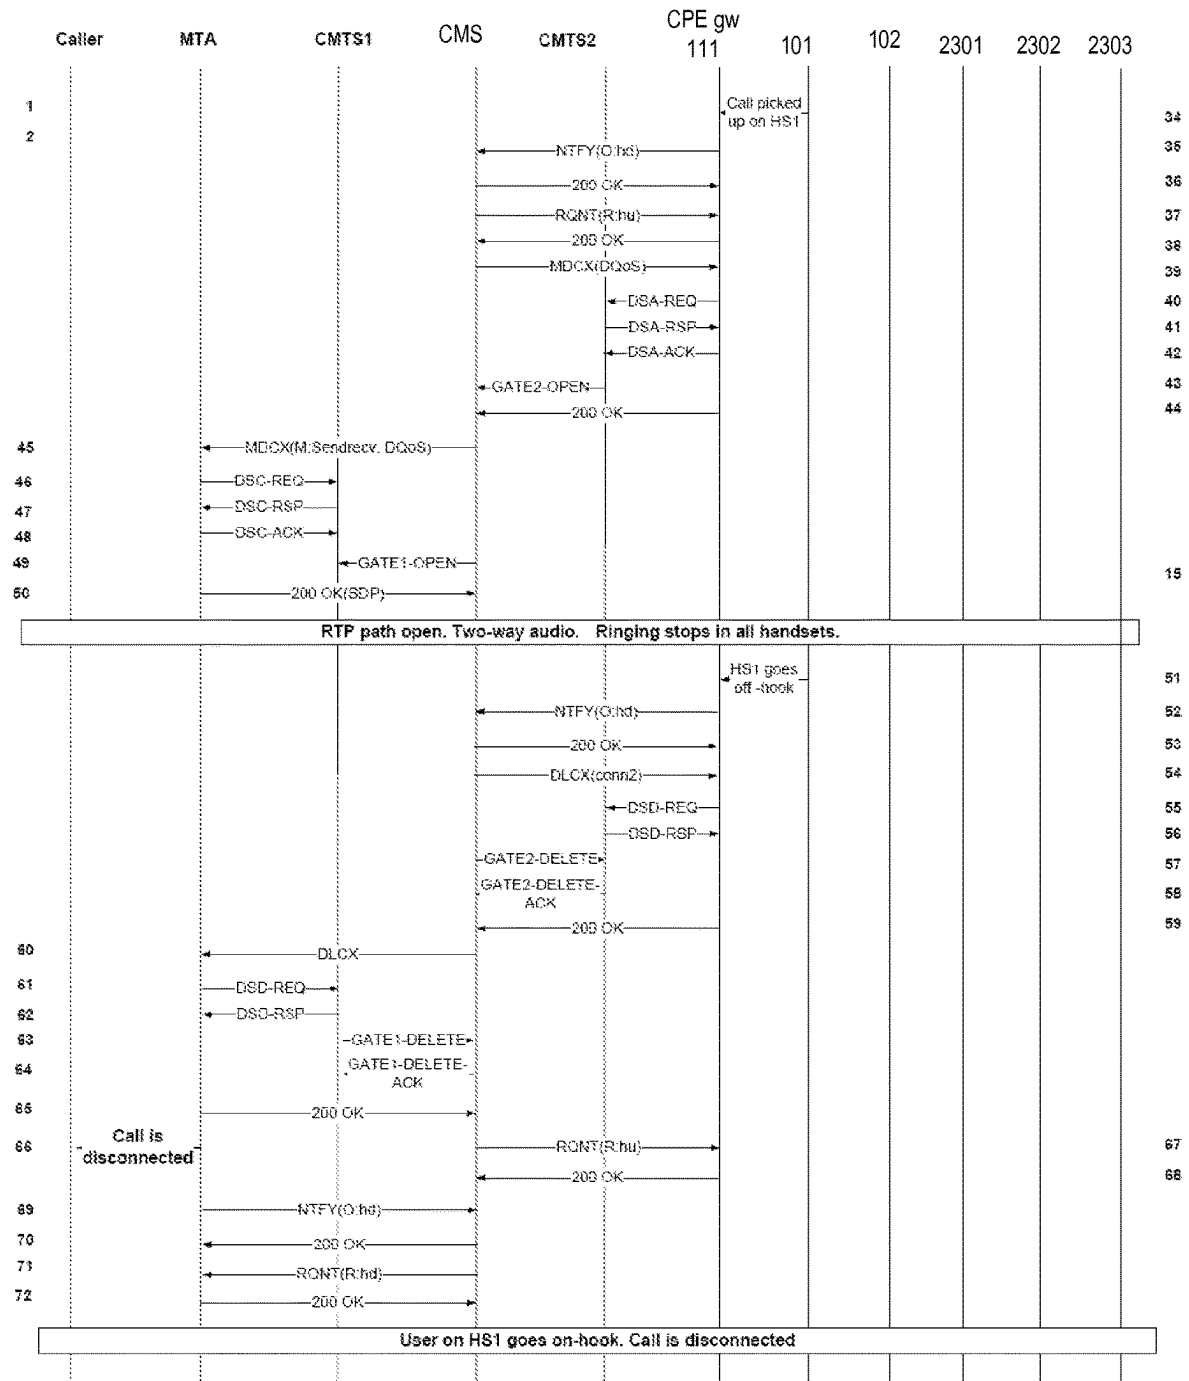 CPE gw
Caller MTA CMTS1 CMS CMTS2 111 101 102 2301 2302 2303
1 Call picked
up on HS1 34
2 NTFY(O:hd) 35
200 OK 36
RQNT(R:hu) 37
200 OK 38
MDCX(DQoS) 39
DSA-REQ 40
DSA-RSP 41
DSA-ACK 42
GATE2-OPEN 43
200 OK 44
45 MDCX(M:Sendrecv, DQoS)
46 DSC-REQ
47 DSC-RSP
48 DSC-ACK
49 GATE1-OPEN
15
50 200 OK(SDP)
RTP path open. Two-way audio. Ringing stops in all handsets.
HS1 goes
off-hook 51
NTFY(O:hd) 52
200 OK 53
DLCX(conn2) 54
DSD-REQ 55
DSD-RSP 56
GATE2-DELETE 57
GATE2-DELETE-
ACK 58
200 OK 59
60 DLCX
61 DSD-REQ
62 DSD-RSP
63 GATE1-DELETE
64 GATE1-DELETE-
ACK
65 200 OK
66 Call is
disconnected
RQNT(R:hu) 67
200 OK 68
69 NTFY(O:hd)
70 200 OK
71 RQNT(R:hd)
72 200 OK
User on HS1 goes on-hook. Call is disconnected